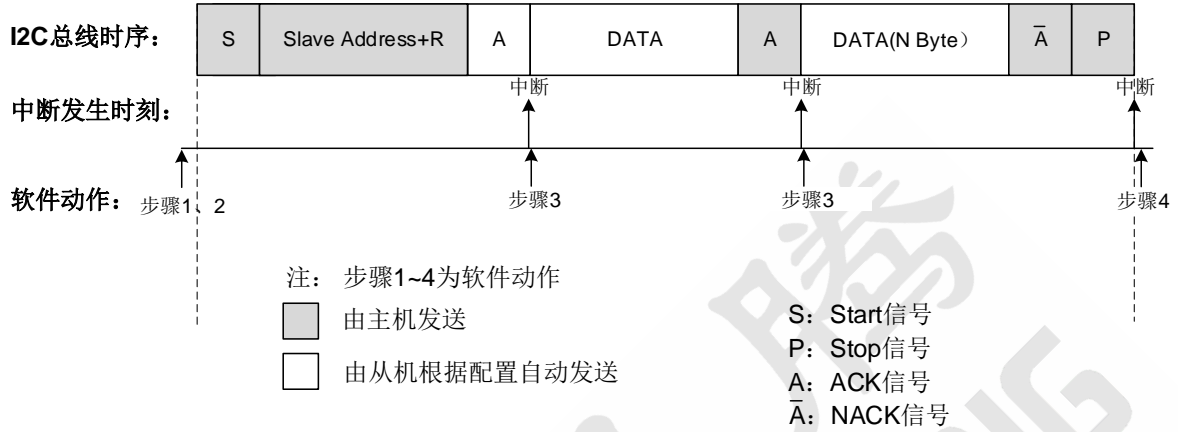 I2C总线时序： S Slave Address+R A DATA A DATA(N Byte） A̅ P
中断 中断 中断
中断发生时刻：
软件动作： 步骤1、2 步骤3 步骤3 步骤4
注： 步骤1~4为软件动作
由主机发送
由从机根据配置自动发送
S：Start信号
P：Stop信号
A：ACK信号
A̅：NACK信号